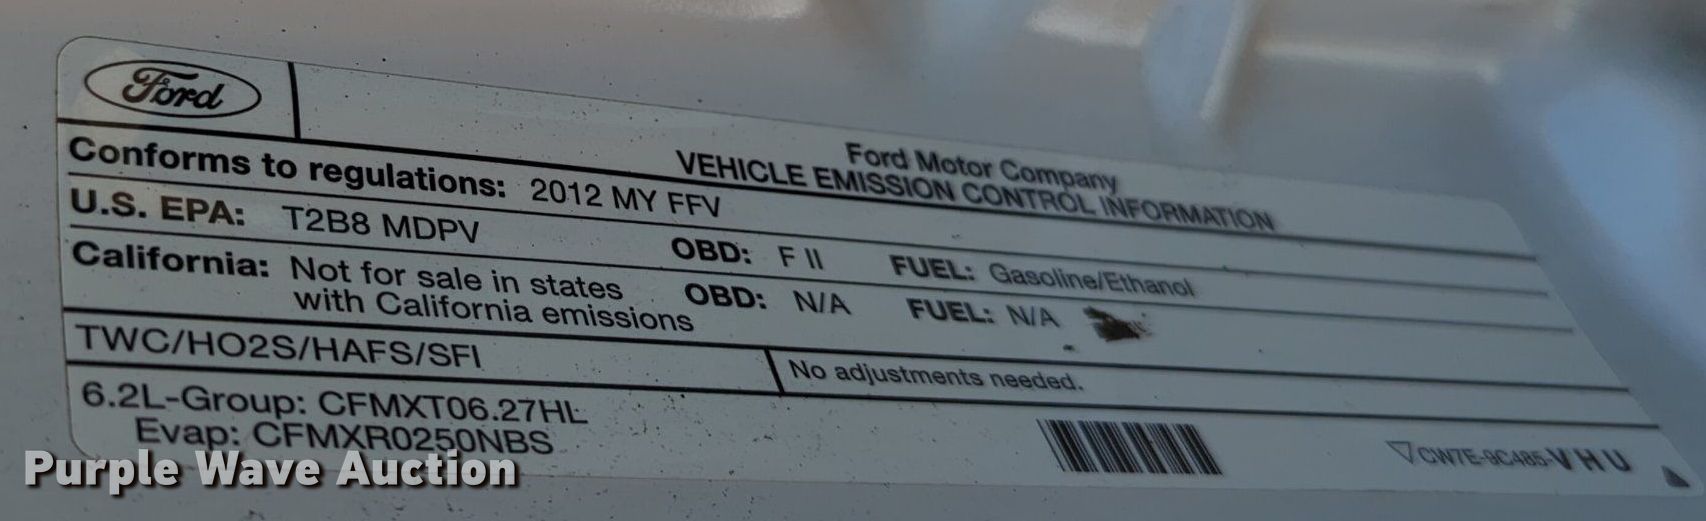 Ford
Ford Motor Company
VEHICLE EMISSION CONTROL INFORMATION
Conforms to regulations: 2012 MY FFV
U.S. EPA: T2B8 MDPV OBD: F II FUEL: Gasoline/Ethanol
California: Not for sale in states OBD: N/A FUEL: N/A
with California emissions
TWC/HO2S/HAFS/SFI
No adjustments needed.
6.2L-Group: CFMXT06.27HL
Evap: CFMXR0250NBS
CW7E-9C485-VHU
Purple Wave Auction